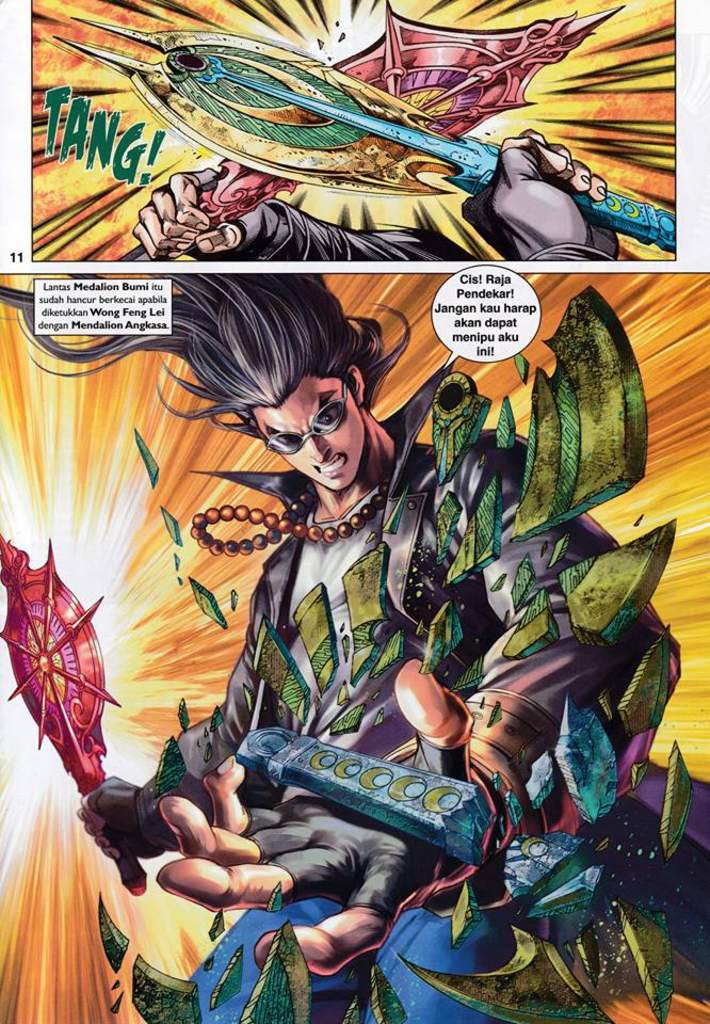 TANG!
11
Lantas Medalion Bumi itu
sudah hancur berkecai apabila
diketukkan Wong Feng Lei
dengan Mendalion Angkasa.
Cis! Raja
Pendekar!
Jangan kau harap
akan dapat
menipu aku
ini!